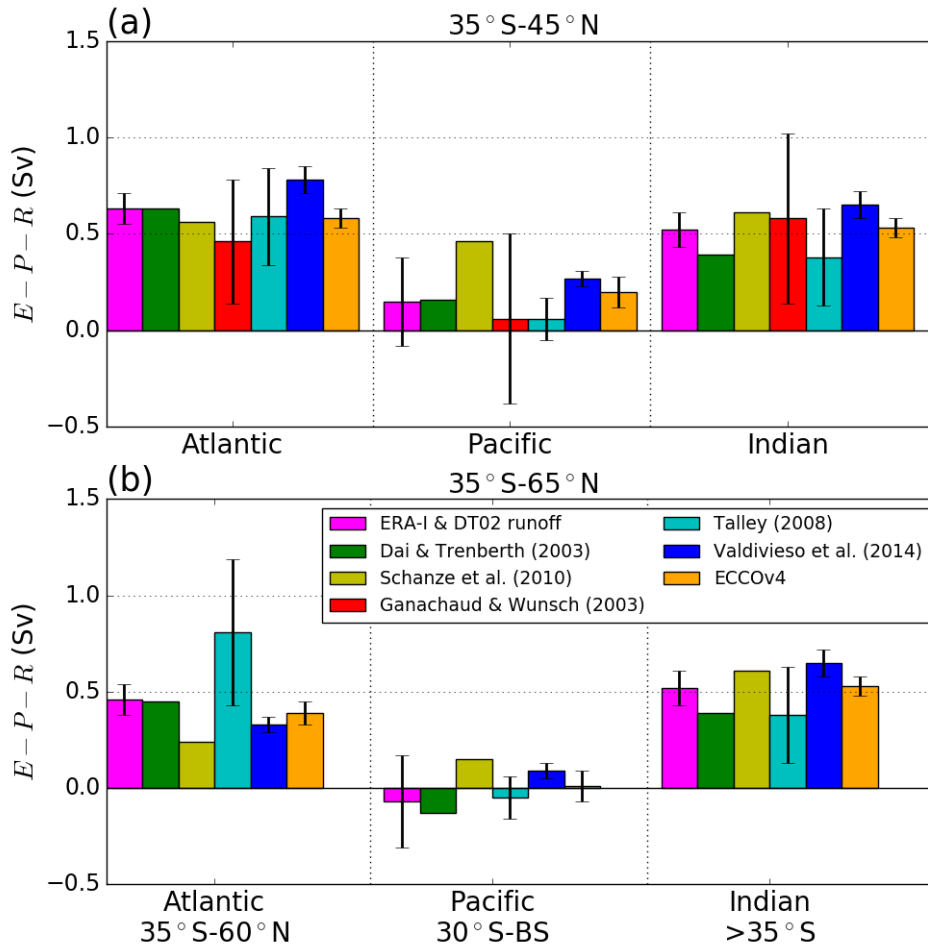 (a)
35°S-45°N
1.5
1.0
0.5
0.0
−0.5
E − P − R (Sv)
Atlantic Pacific Indian
(b)
35°S-65°N
1.5
1.0
0.5
0.0
−0.5
E − P − R (Sv)
ERA-I & DT02 runoff
Dai & Trenberth (2003)
Schanze et al. (2010)
Ganachaud & Wunsch (2003)
Talley (2008)
Valdivieso et al. (2014)
ECCOv4
Atlantic Pacific Indian
35°S-60°N 30°S-BS >35°S